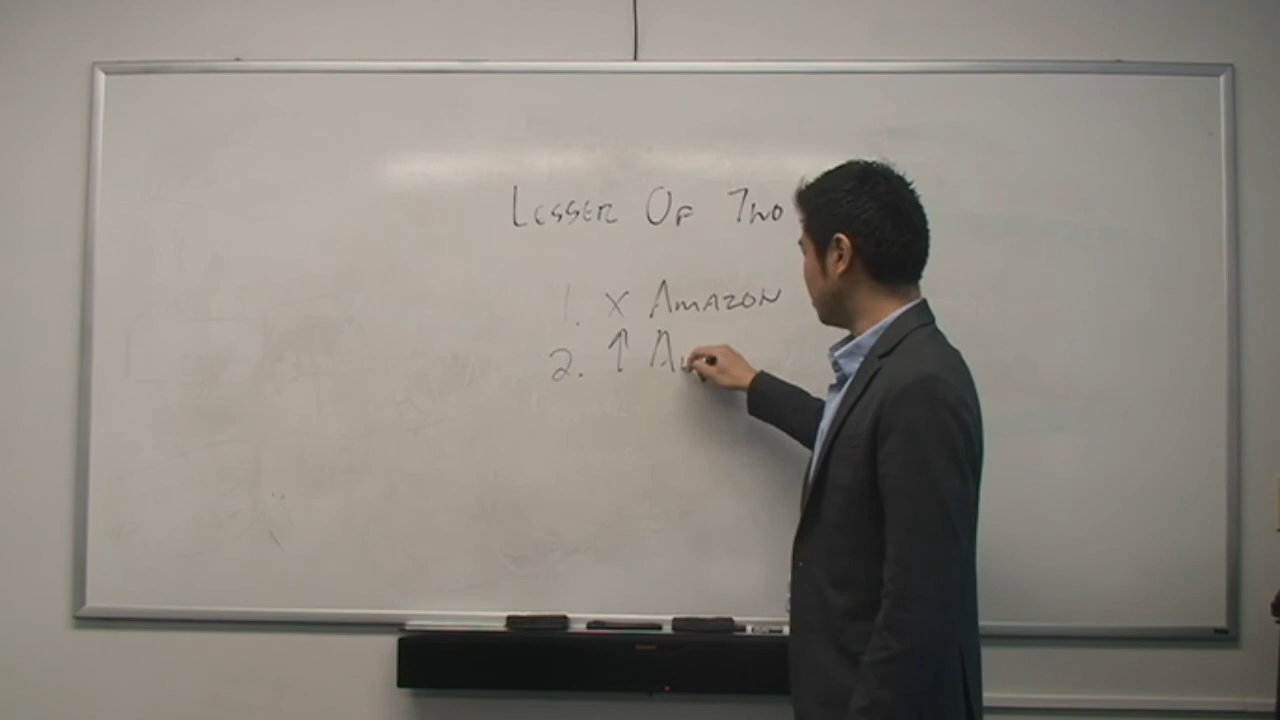 Lesser Of Two
1. x Amazon
2. ↑